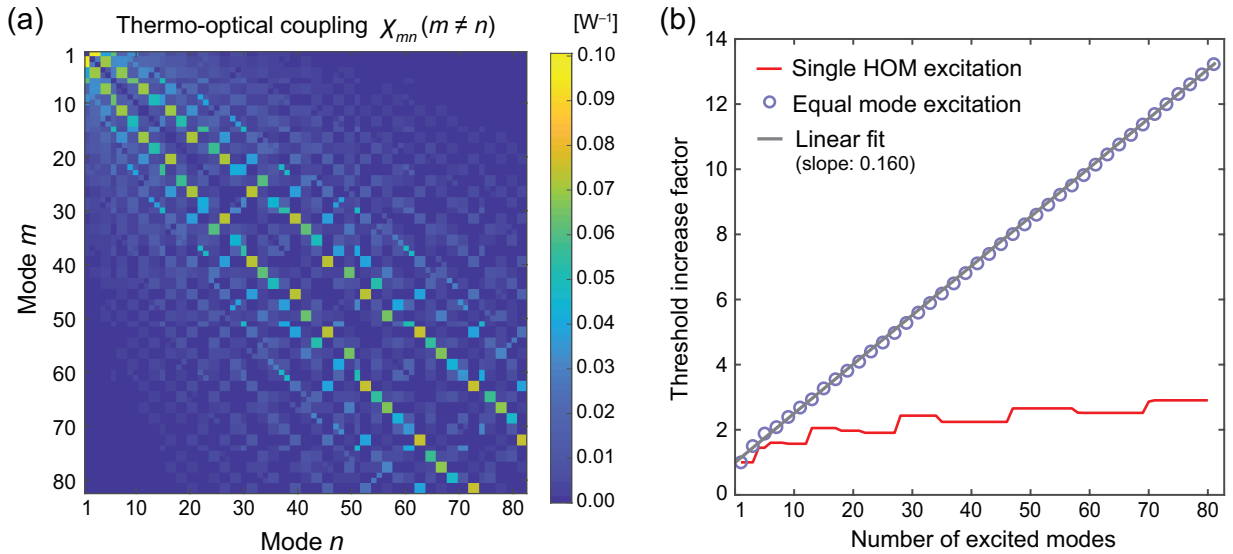 (a)
Thermo-optical coupling χₘₙ (m ≠ n)
[W⁻¹]
1
10
20
30
40
50
60
70
80
Mode m
1 10 20 30 40 50 60 70 80
Mode n
0.10
0.09
0.08
0.07
0.06
0.05
0.04
0.03
0.02
0.01
0.00
(b)
14
12
10
8
6
4
2
0
Threshold increase factor
Single HOM excitation
Equal mode excitation
Linear fit
(slope: 0.160)
1 10 20 30 40 50 60 70 80
Number of excited modes